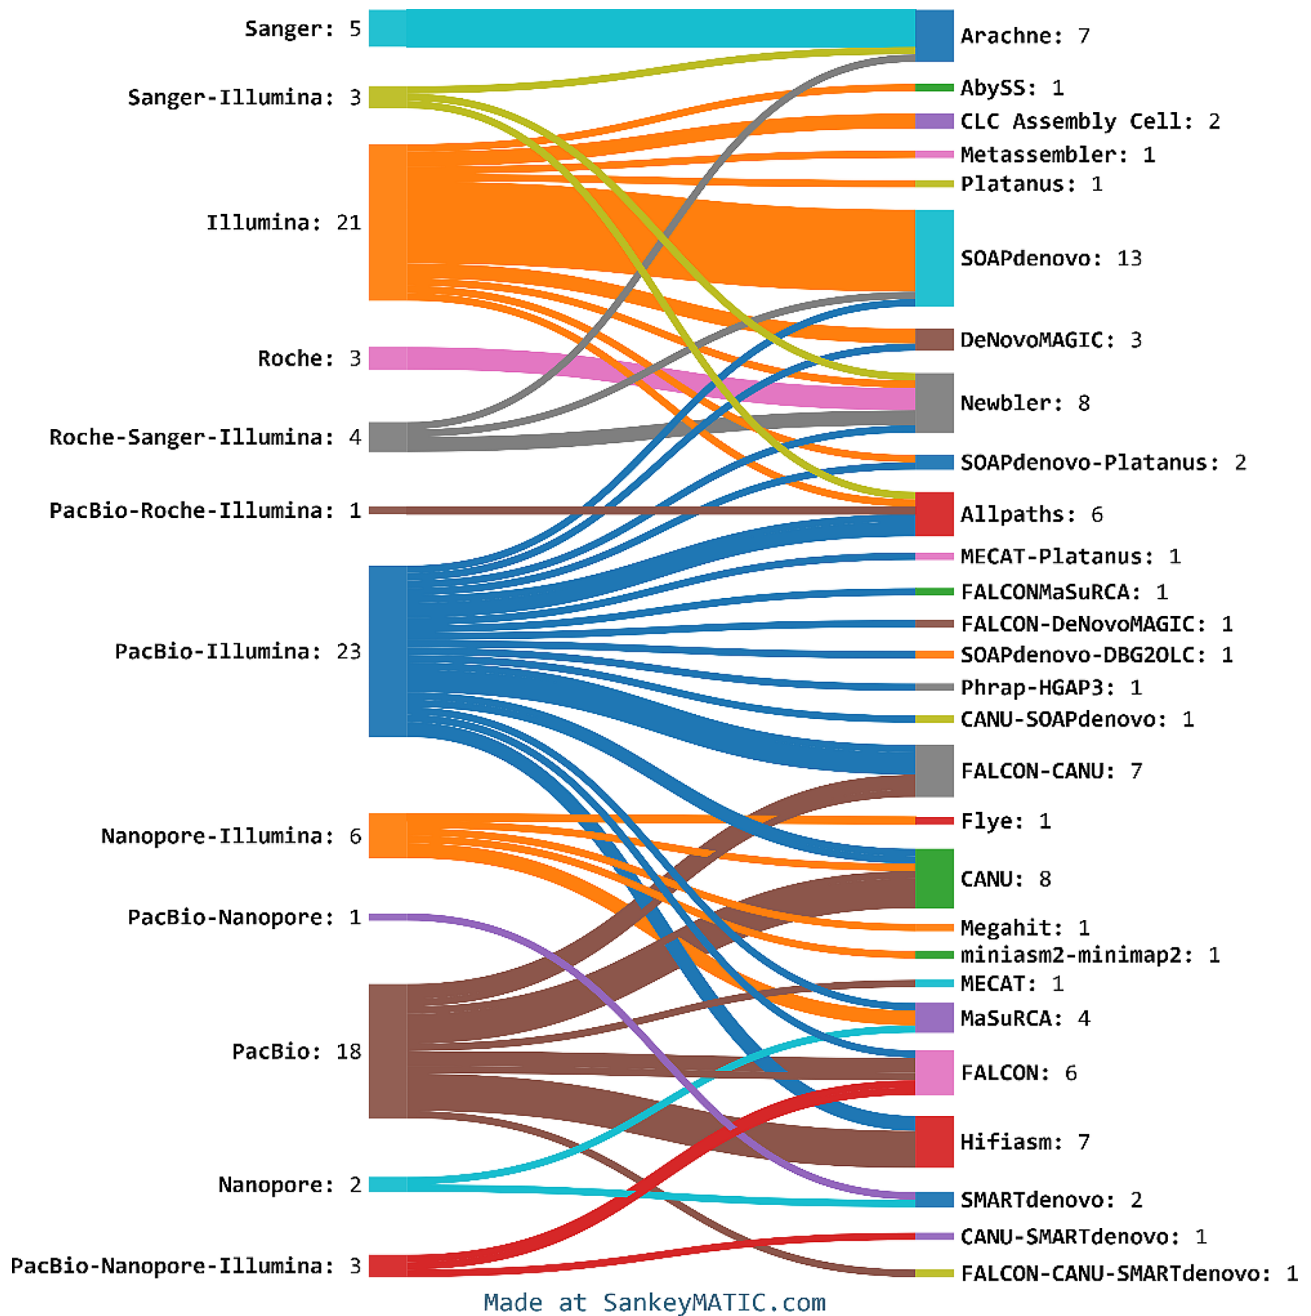 Sanger: 5
Sanger-Illumina: 3
Illumina: 21
Roche: 3
Roche-Sanger-Illumina: 4
PacBio-Roche-Illumina: 1
PacBio-Illumina: 23
Nanopore-Illumina: 6
PacBio-Nanopore: 1
PacBio: 18
Nanopore: 2
PacBio-Nanopore-Illumina: 3
Arachne: 7
AbySS: 1
CLC Assembly Cell: 2
Metassembler: 1
Platanus: 1
SOAPdenovo: 13
DeNovoMAGIC: 3
Newbler: 8
SOAPdenovo-Platanus: 2
Allpaths: 6
MECAT-Platanus: 1
FALCONMaSuRCA: 1
FALCON-DeNovoMAGIC: 1
SOAPdenovo-DBG2OLC: 1
Phrap-HGAP3: 1
CANU-SOAPdenovo: 1
FALCON-CANU: 7
Flye: 1
CANU: 8
Megahit: 1
miniasm2-minimap2: 1
MECAT: 1
MaSuRCA: 4
FALCON: 6
Hifiasm: 7
SMARTdenovo: 2
CANU-SMARTdenovo: 1
FALCON-CANU-SMARTdenovo: 1
Made at SankeyMATIC.com